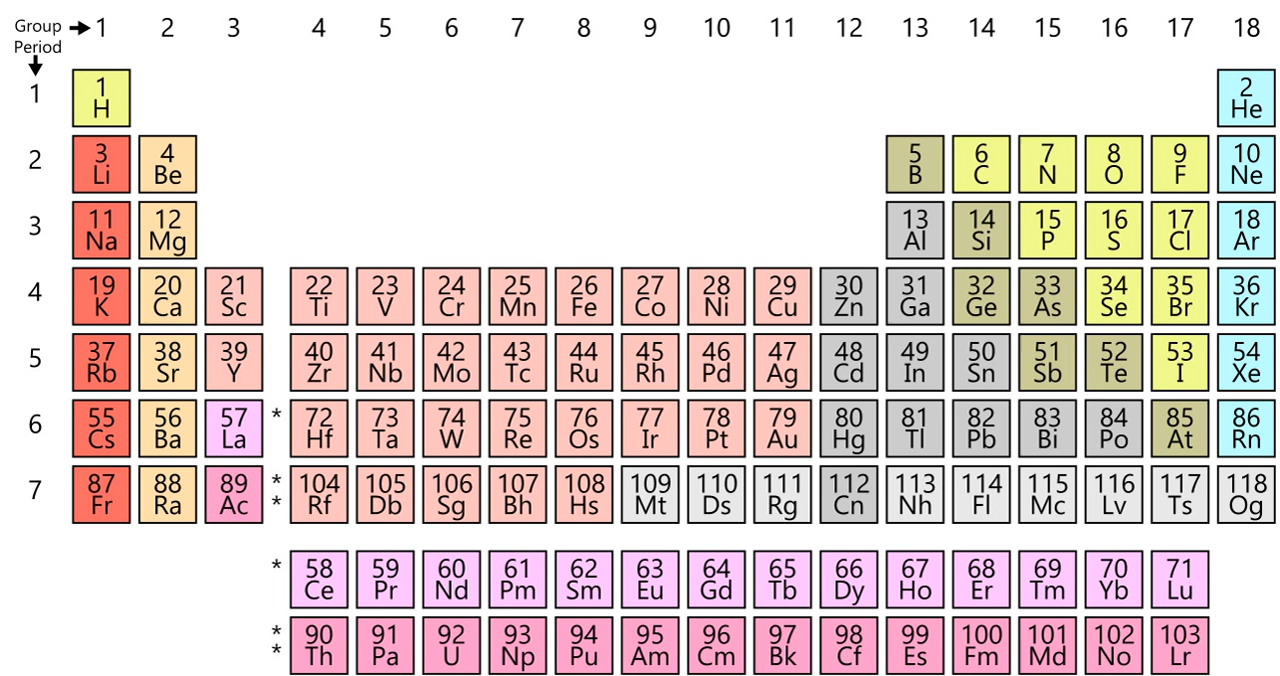 Group → 1 2 3 4 5 6 7 8 9 10 11 12 13 14 15 16 17 18
Period
↓
1 1 2
H He
2 3 4 5 6 7 8 9 10
Li Be B C N O F Ne
3 11 12 13 14 15 16 17 18
Na Mg Al Si P S Cl Ar
4 19 20 21 22 23 24 25 26 27 28 29 30 31 32 33 34 35 36
K Ca Sc Ti V Cr Mn Fe Co Ni Cu Zn Ga Ge As Se Br Kr
5 37 38 39 40 41 42 43 44 45 46 47 48 49 50 51 52 53 54
Rb Sr Y Zr Nb Mo Tc Ru Rh Pd Ag Cd In Sn Sb Te I Xe
6 55 56 57 * 72 73 74 75 76 77 78 79 80 81 82 83 84 85 86
Cs Ba La Hf Ta W Re Os Ir Pt Au Hg Tl Pb Bi Po At Rn
7 87 88 89 * 104 105 106 107 108 109 110 111 112 113 114 115 116 117 118
Fr Ra Ac * Rf Db Sg Bh Hs Mt Ds Rg Cn Nh Fl Mc Lv Ts Og
* 58 59 60 61 62 63 64 65 66 67 68 69 70 71
Ce Pr Nd Pm Sm Eu Gd Tb Dy Ho Er Tm Yb Lu
* 90 91 92 93 94 95 96 97 98 99 100 101 102 103
* Th Pa U Np Pu Am Cm Bk Cf Es Fm Md No Lr